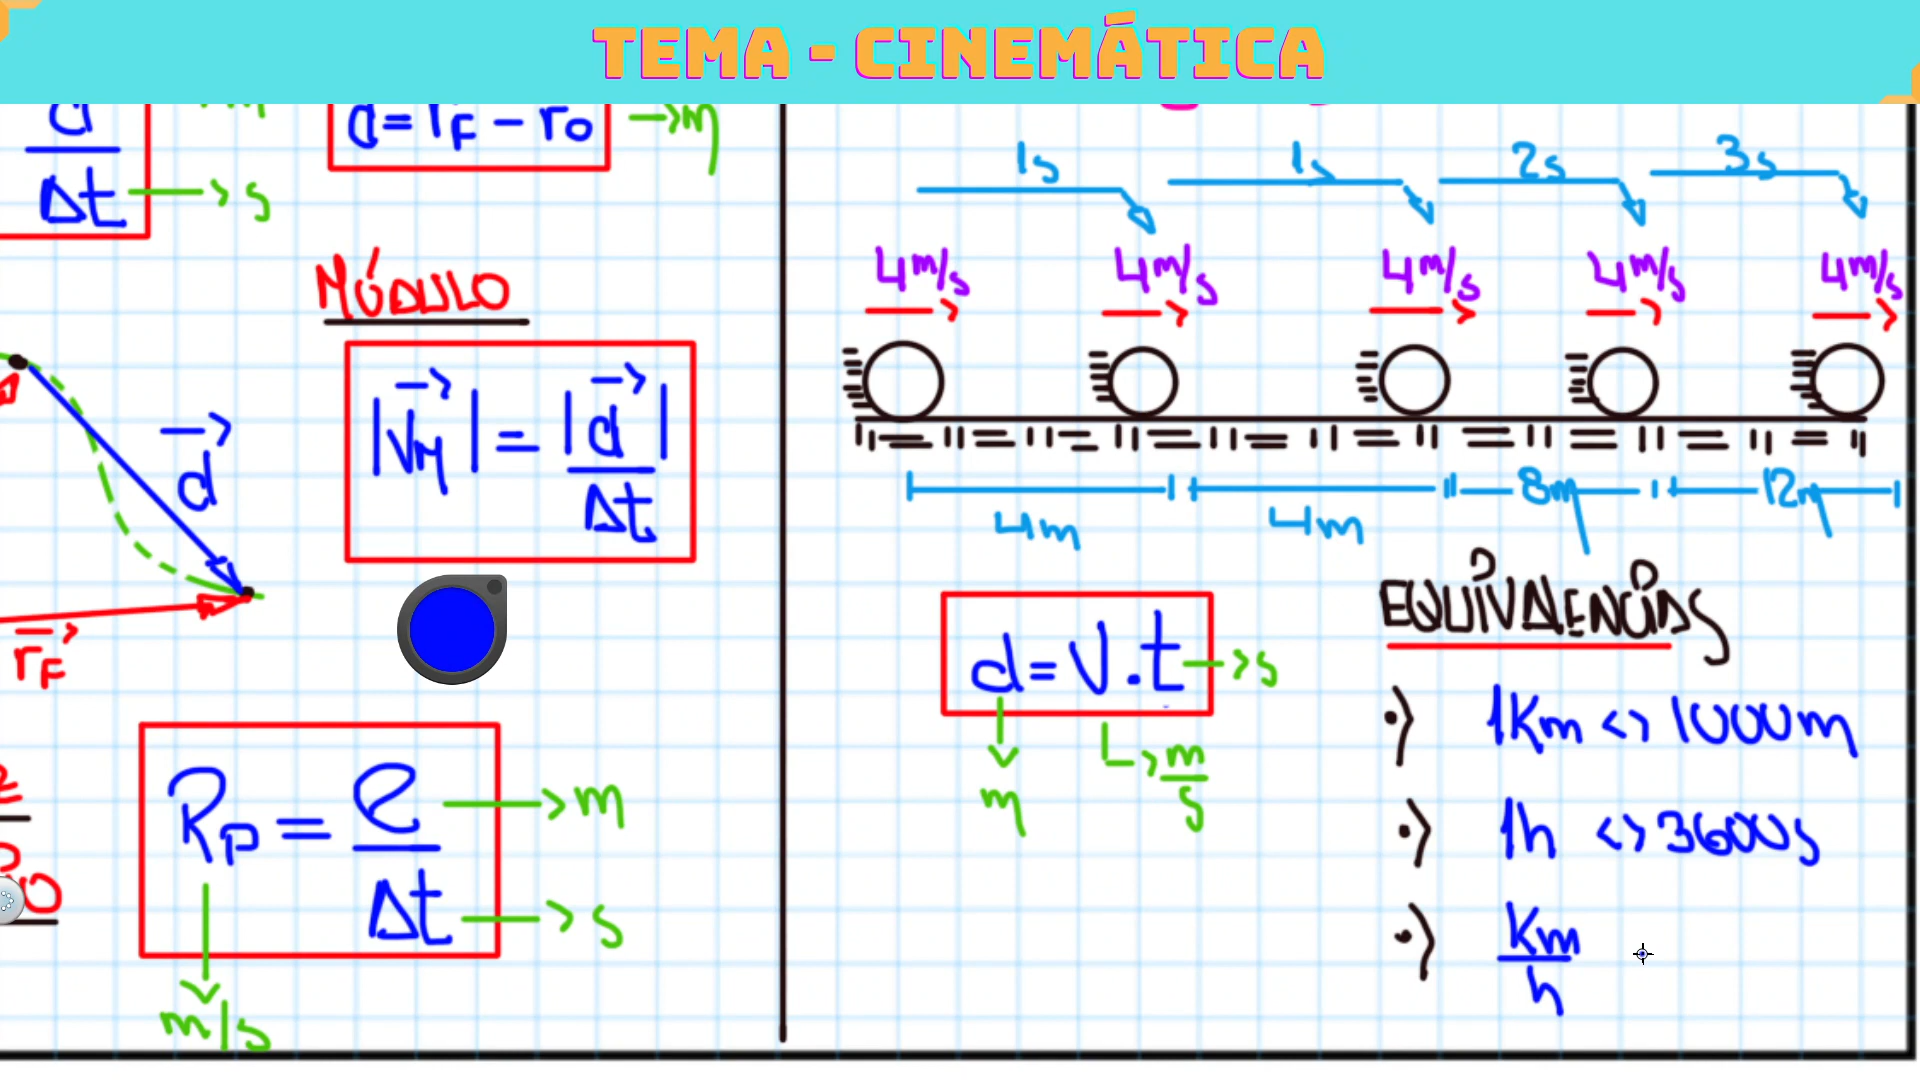 TEMA - CINEMÁTICA
d = rF - ro → m
Δt → s
MÓDULO
|VM| = |d|
Δt
d
rF
RP = e → m
Δt → s
m/s
1s 1s 2s 3s
4m/s 4m/s 4m/s 4m/s 4m/s
4m 4m 8m 12m
d = V.t → s
m
m
s
EQUIVALENCIAS
•) 1Km <> 1000m
•) 1h <> 3600s
•) Km
h